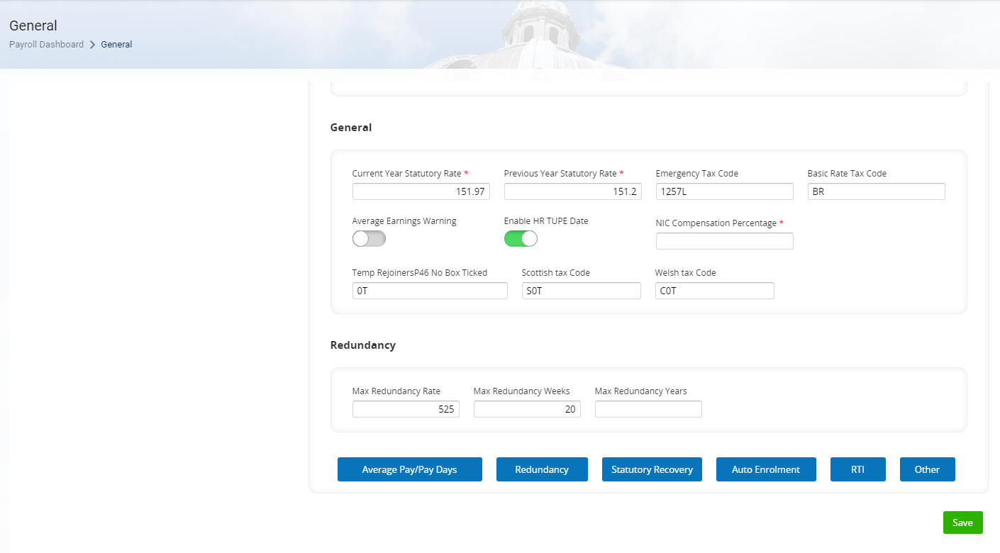 General
Payroll Dashboard > General
General
Current Year Statutory Rate * Previous Year Statutory Rate * Emergency Tax Code Basic Rate Tax Code
151.97 151.2 1257L BR
Average Earnings Warning Enable HR TUPE Date NIC Compensation Percentage *
Temp RejoinersP46 No Box Ticked Scottish tax Code Welsh tax Code
0T S0T C0T
Redundancy
Max Redundancy Rate Max Redundancy Weeks Max Redundancy Years
525 20
Average Pay/Pay Days Redundancy Statutory Recovery Auto Enrolment RTI Other
Save